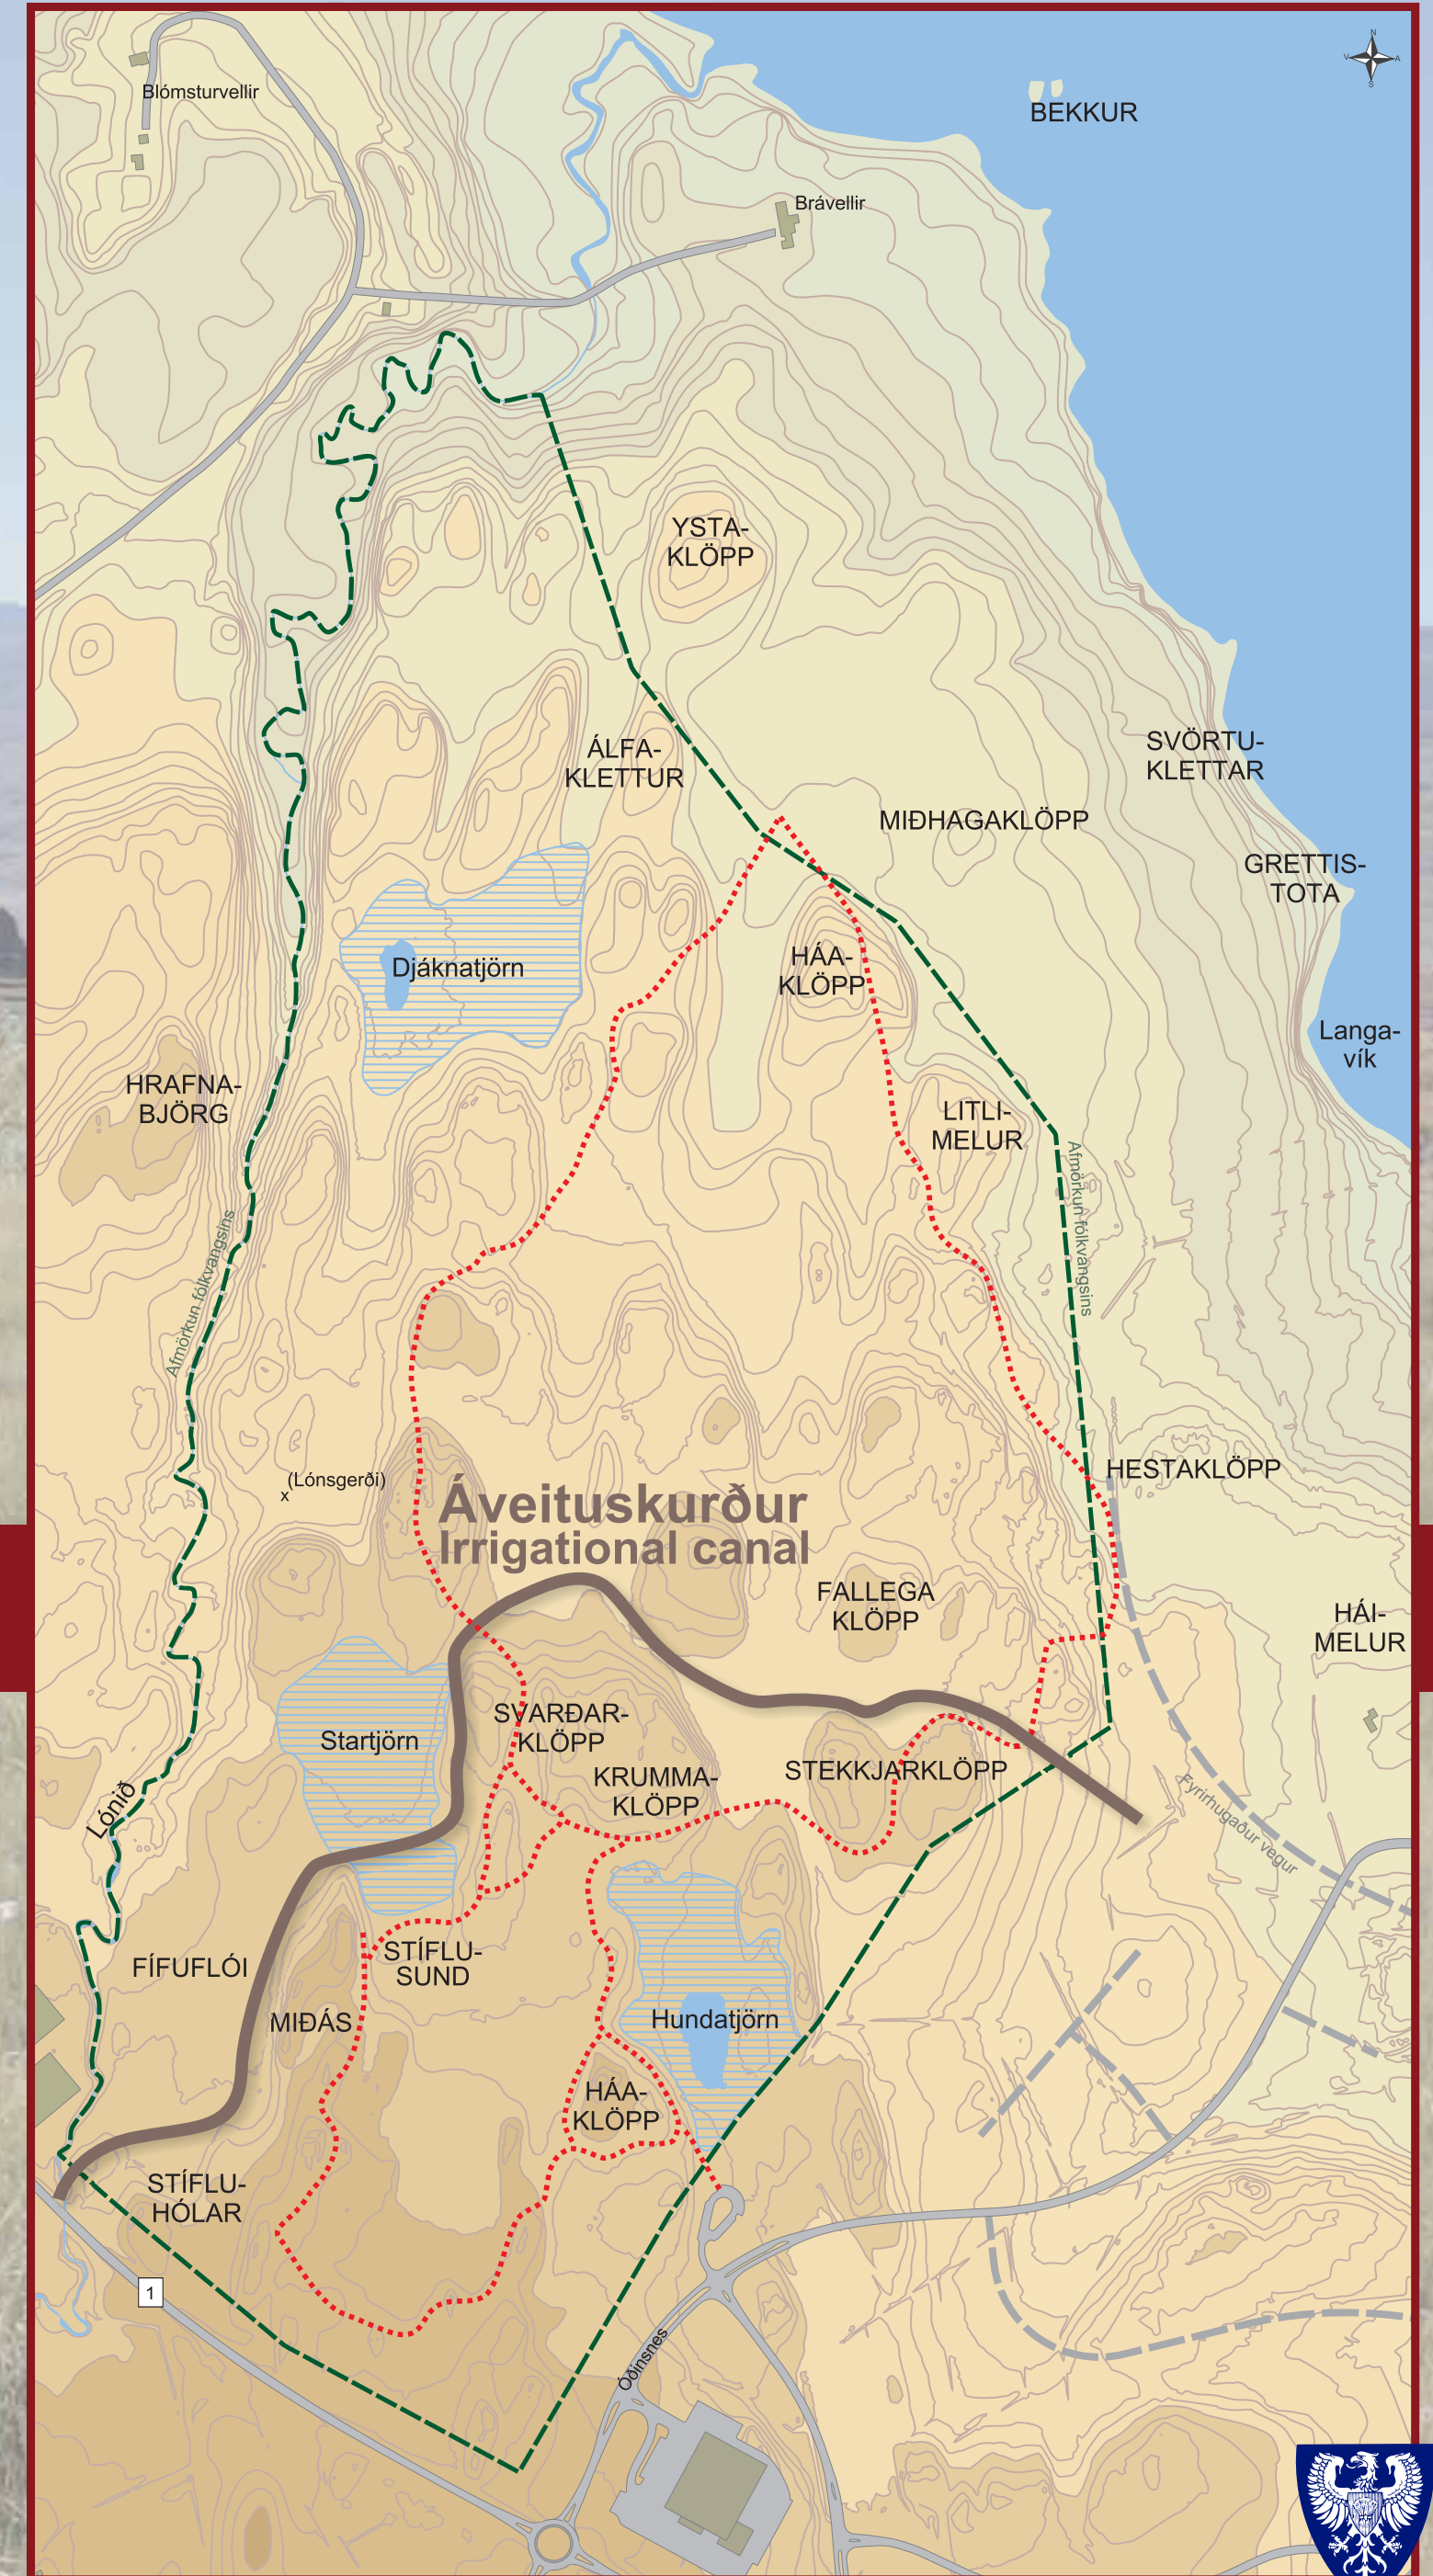 N
V
A
S
Blómsturvellir
BEKKUR
Brávellir
YSTA-
KLÖPP
ÁLFA-
KLETTUR
SVÖRTU-
KLETTAR
MIÐHAGAKLÖPP
GRETTIS-
TOTA
Djáknatjörn
HÁA-
KLÖPP
Langa-
vík
HRAFNA-
BJÖRG
LITLI-
MELUR
Afmörkun fólkvangsins
Afmörkun fólkvangsins
HESTAKLÖPP
(Lónsgerði)
x
Áveituskurður
Irrigational canal
FALLEGA
KLÖPP
HÁI-
MELUR
SVARÐAR-
KLÖPP
Startjörn
STEKKJARKLÖPP
KRUMMA-
KLÖPP
Lónið
Fyrirhugaður vegur
STÍFLU-
SUND
FÍFUFLÓI
MIÐÁS
Hundatjörn
HÁA-
KLÖPP
STÍFLU-
HÓLAR
1
Óðinsnes